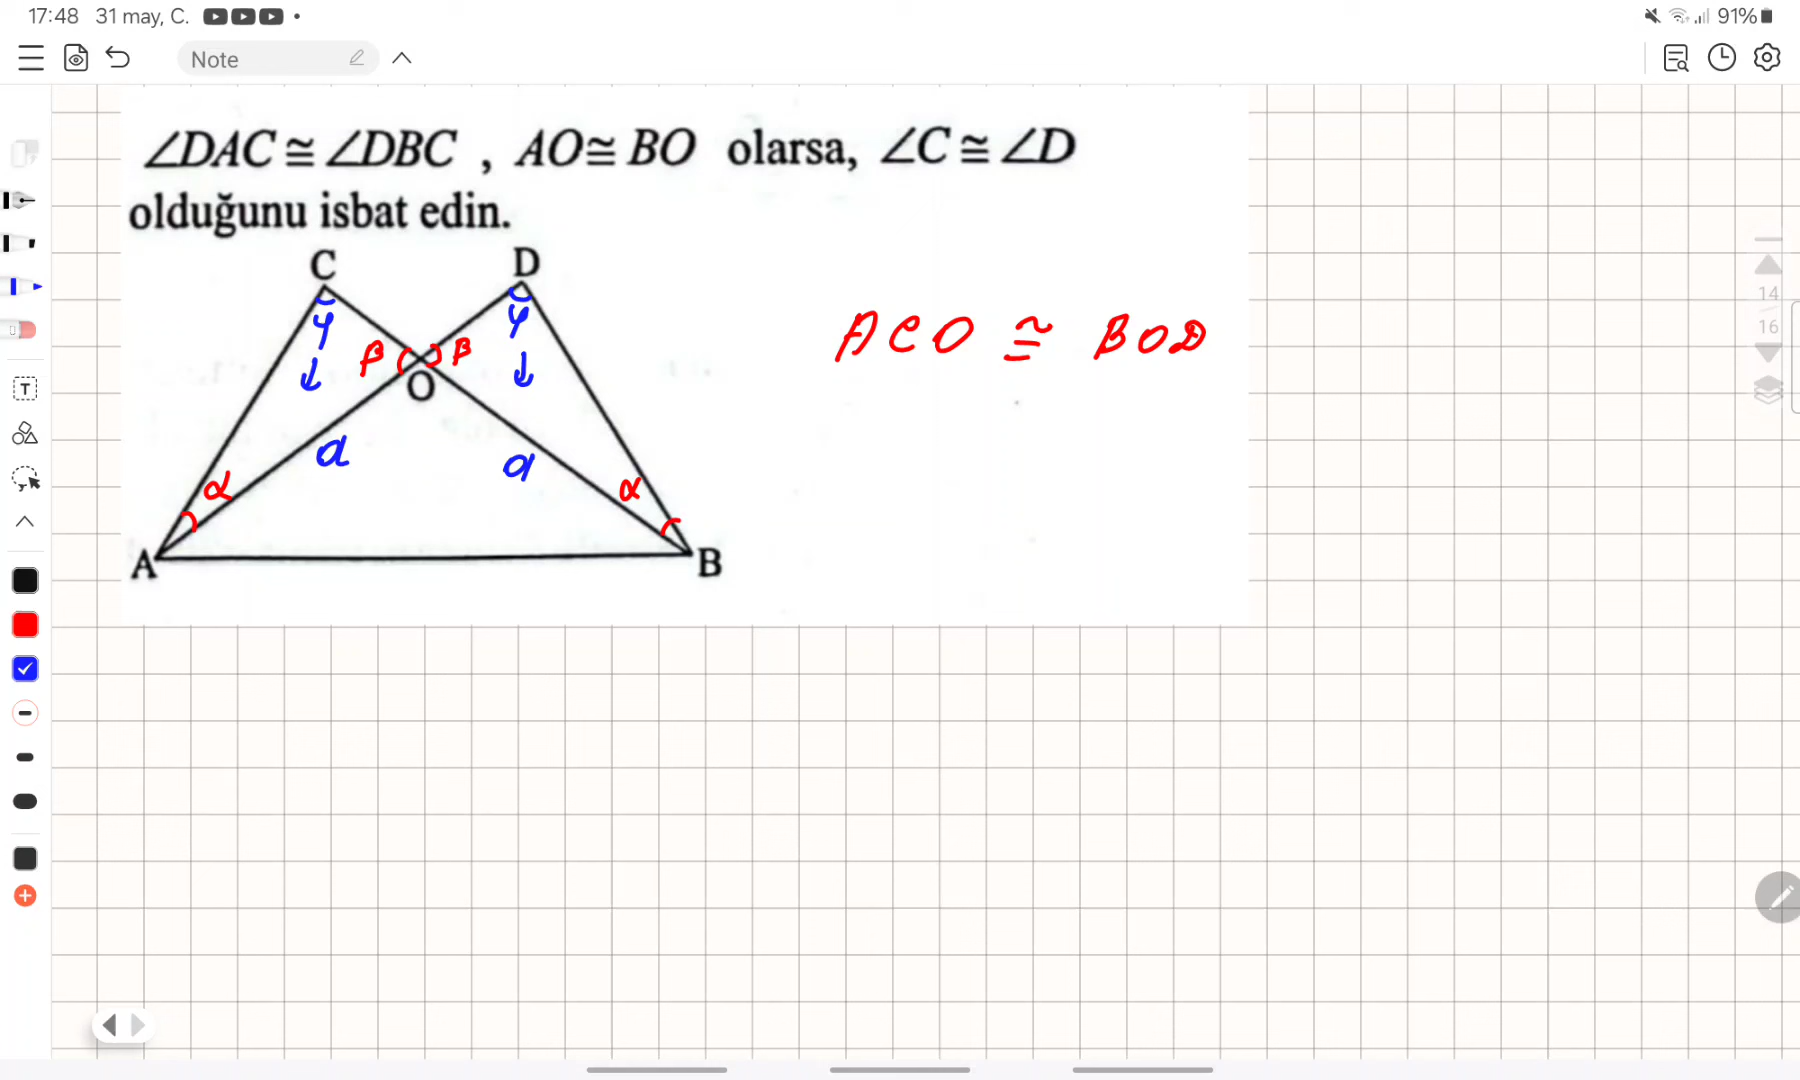 17:48 31 may, C.
91%
Note
∠DAC ≅ ∠DBC , AO ≅ BO olarsa, ∠C ≅ ∠D
olduğunu isbat edin.
C D
φ φ
β β
O
a a
α α
A B
ACO ≅ BOD
14
16
T